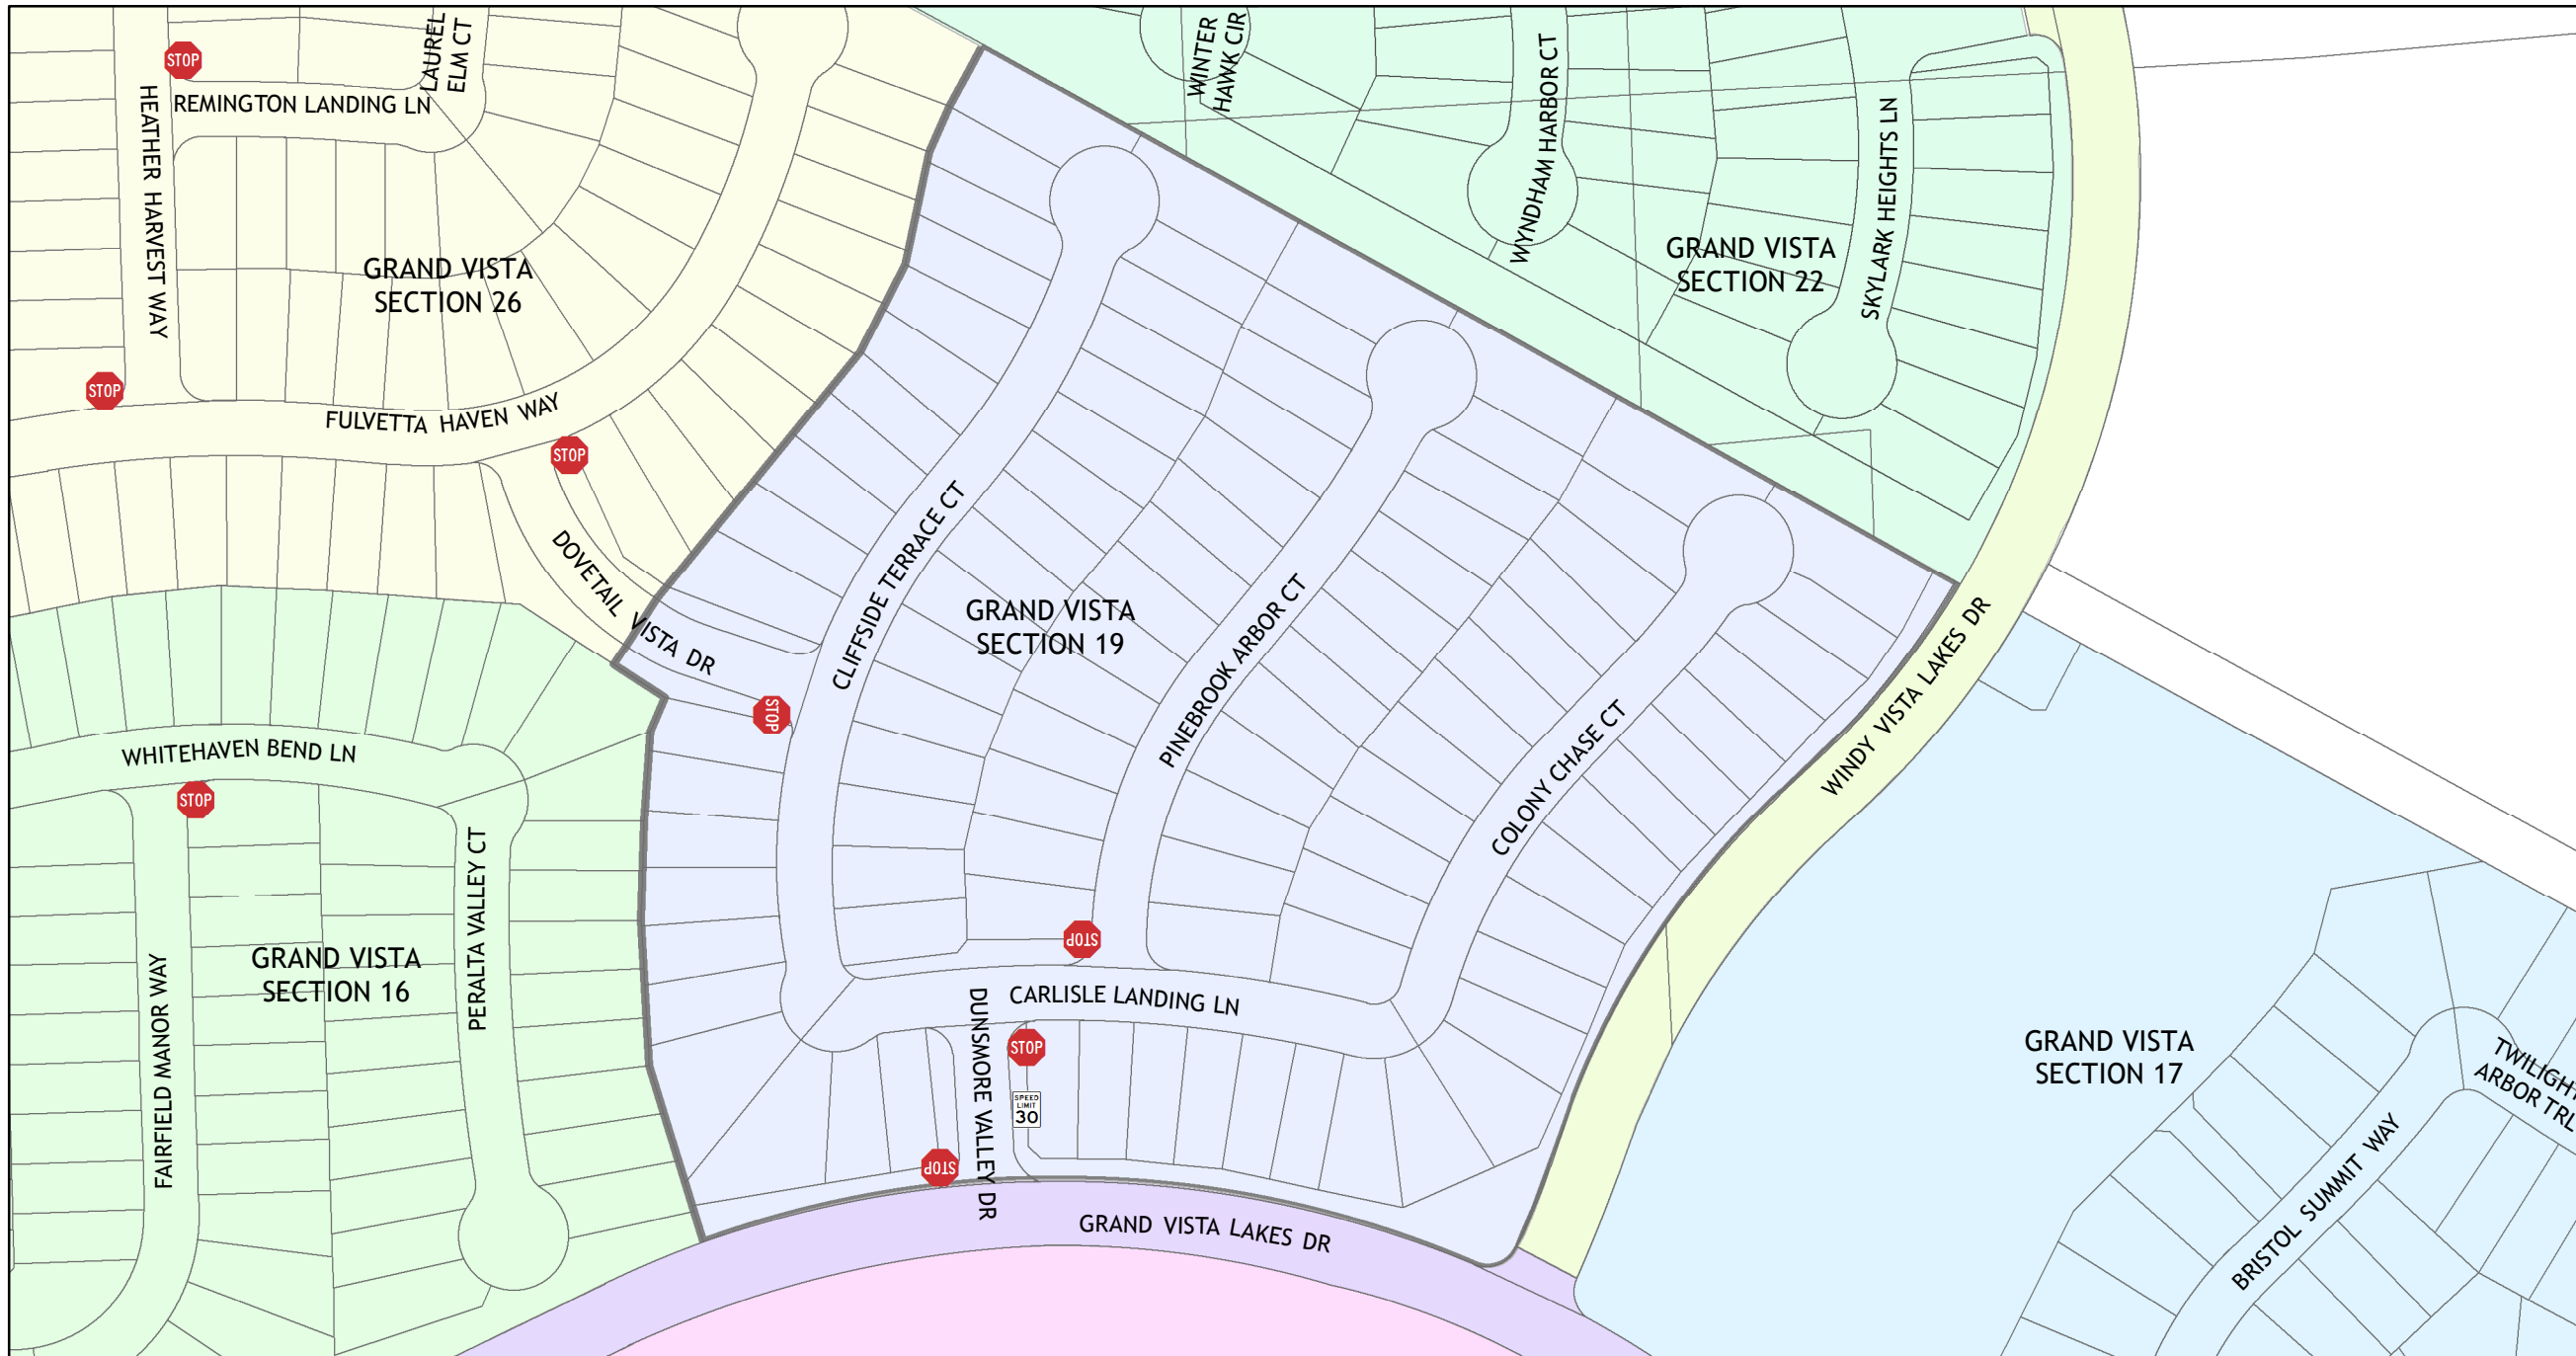 LAUREL
ELM CT
WINTER
HAWK CIR
STOP
REMINGTON LANDING LN
HEATHER HARVEST WAY
WYNDHAM HARBOR CT
SKYLARK HEIGHTS LN
GRAND VISTA
SECTION 26
GRAND VISTA
SECTION 22
STOP
FULVETTA HAVEN WAY
STOP
DOVETAIL VISTA DR
CLIFFSIDE TERRACE CT
GRAND VISTA
SECTION 19
PINEBROOK ARBOR CT
COLONY CHASE CT
WINDY VISTA LAKES DR
STOP
WHITEHAVEN BEND LN
STOP
PERALTA VALLEY CT
FAIRFIELD MANOR WAY
GRAND VISTA
SECTION 16
STOP
CARLISLE LANDING LN
DUNSMORE VALLEY DR
STOP
SPEED
LIMIT
30
STOP
GRAND VISTA LAKES DR
GRAND VISTA
SECTION 17
ARBOR TRL
BRISTOL SUMMIT WAY